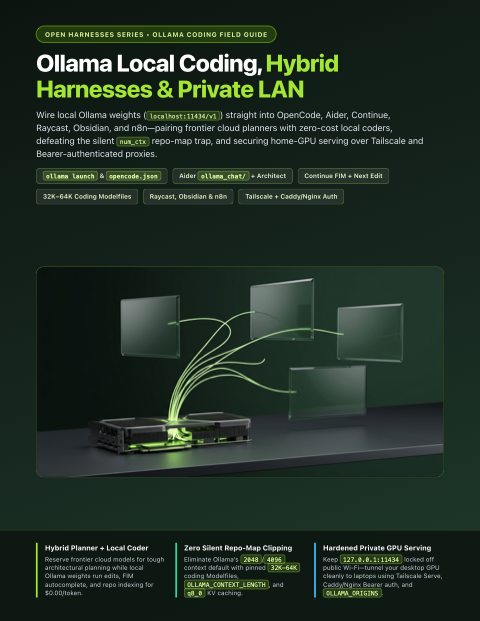 OPEN HARNESSES SERIES • OLLAMA CODING FIELD GUIDE
Ollama Local Coding, Hybrid
Harnesses & Private LAN
Wire local Ollama weights (localhost:11434/v1) straight into OpenCode, Aider, Continue,
Raycast, Obsidian, and n8n—pairing frontier cloud planners with zero-cost local coders,
defeating the silent num_ctx repo-map trap, and securing home-GPU serving over Tailscale and
Bearer-authenticated proxies.
ollama launch & opencode.json
Aider ollama_chat/ + Architect
Continue FIM + Next Edit
32K–64K Coding Modelfiles
Raycast, Obsidian & n8n
Tailscale + Caddy/Nginx Auth
Hybrid Planner + Local Coder
Reserve frontier cloud models for tough
architectural planning while local
Ollama weights run edits, FIM
autocomplete, and repo indexing for
$0.00/token.
Zero Silent Repo-Map Clipping
Eliminate Ollama's 2048/4096
context default with pinned 32K–64K
coding Modelfiles,
OLLAMA_CONTEXT_LENGTH, and
q8_0 KV caching.
Hardened Private GPU Serving
Keep 127.0.0.1:11434 locked off
public Wi-Fi—tunnel your desktop GPU
cleanly to laptops using Tailscale Serve,
Caddy/Nginx Bearer auth, and
OLLAMA_ORIGINS.